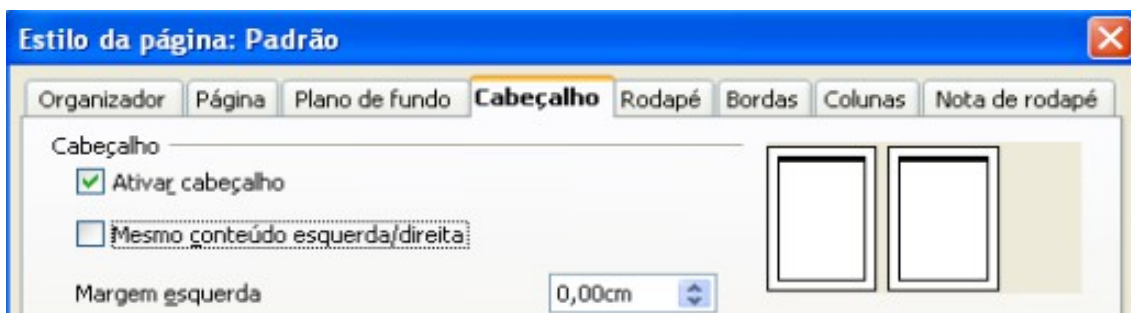 Estilo da página: Padrão
Organizador Página Plano de fundo Cabeçalho Rodapé Bordas Colunas Nota de rodapé
Cabeçalho
Ativar cabeçalho
Mesmo conteúdo esquerda/direita
Margem esquerda 0,00cm